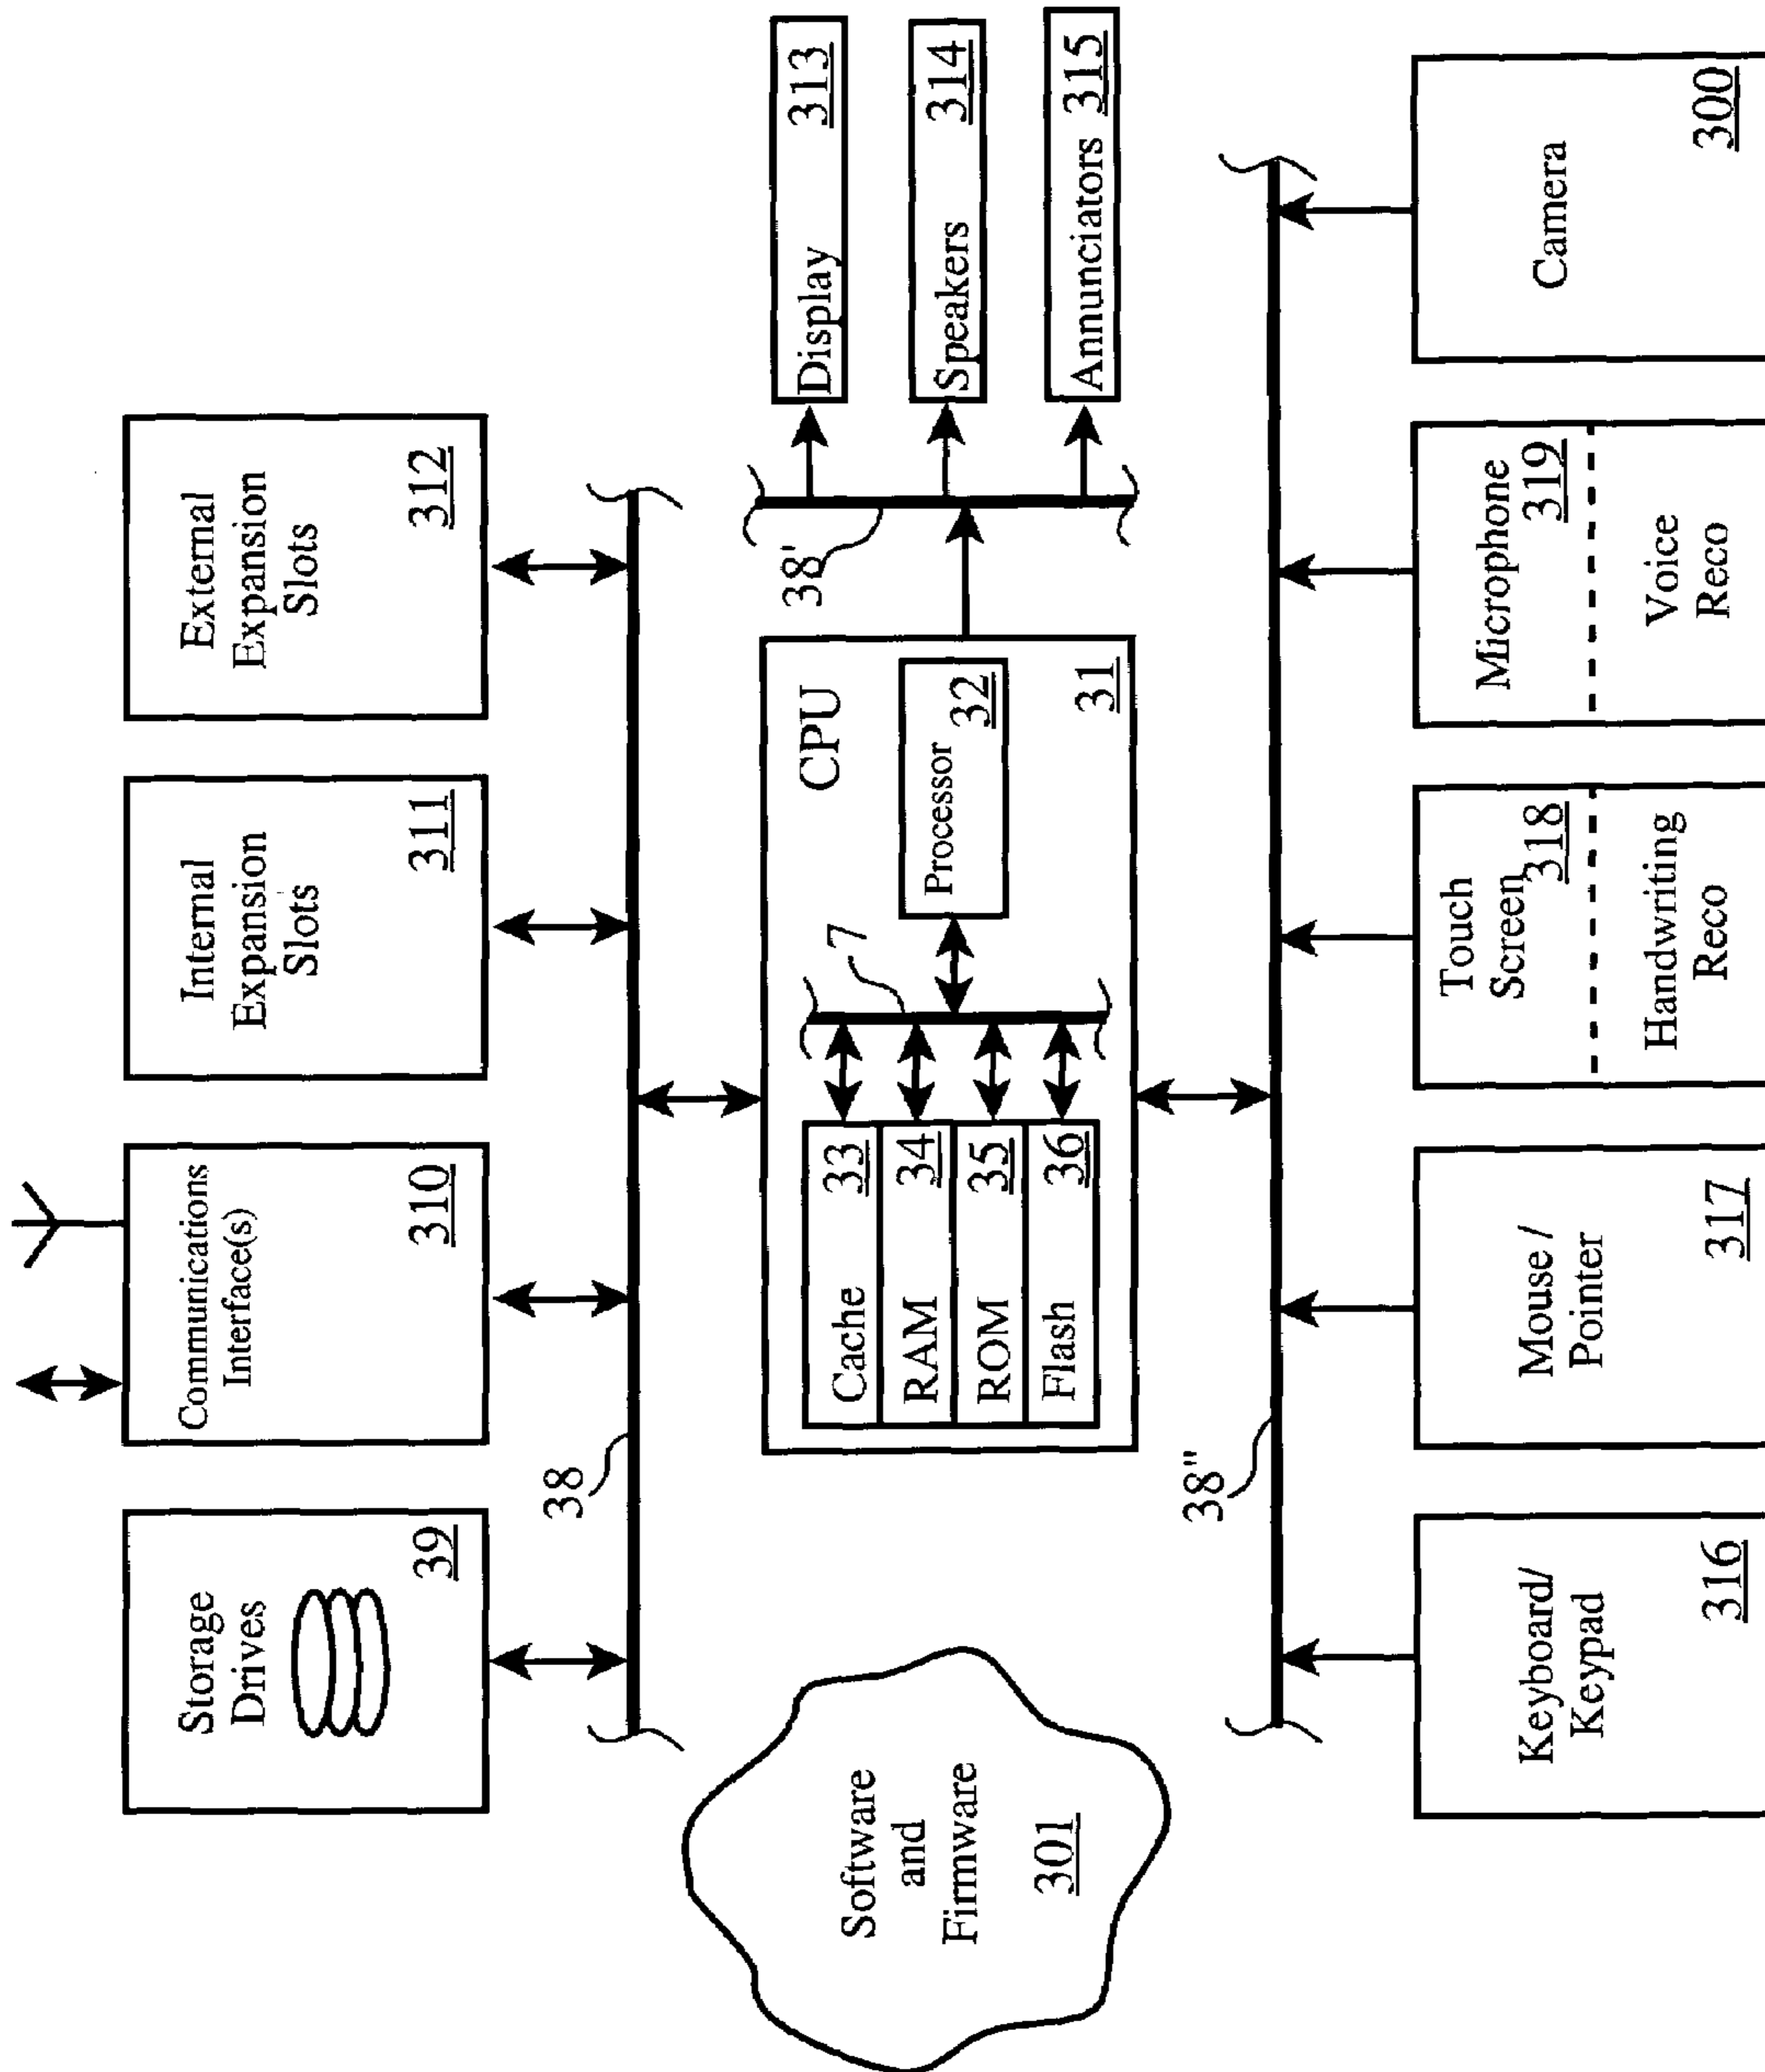 Storage
Drives
39
Communications
Interface(s)
310
Internal
Expansion
Slots
311
External
Expansion
Slots
312
38
Software
and
Firmware
301
CPU
Cache 33
RAM 34
ROM 35
Flash 36
7
Processor
32
31
38'
Display 313
Speakers 314
Annunciators 315
38"
Keyboard/
Keypad
316
Mouse /
Pointer
317
Touch
Screen
318
Handwriting
Reco
Microphone
319
Voice
Reco
Camera
300